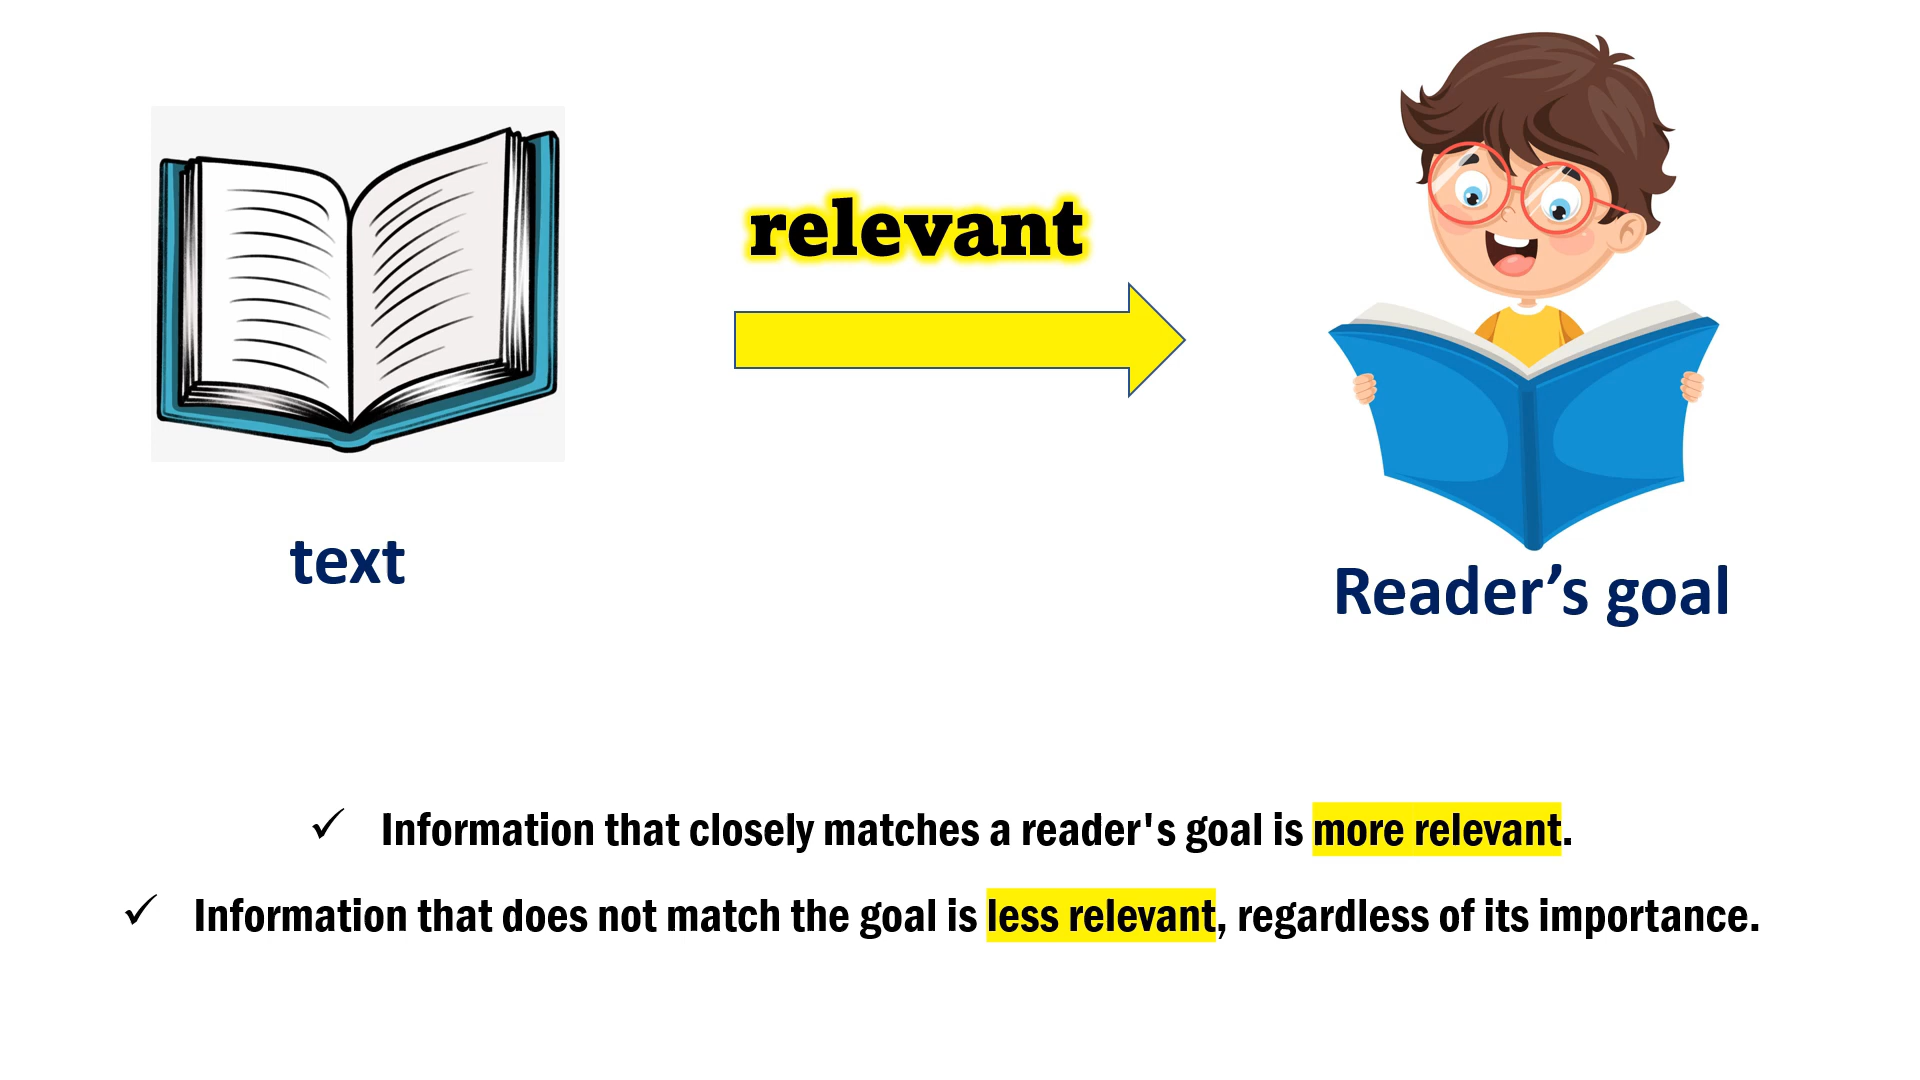 relevant
text
Reader’s goal
✓ Information that closely matches a reader's goal is more relevant.
✓ Information that does not match the goal is less relevant, regardless of its importance.